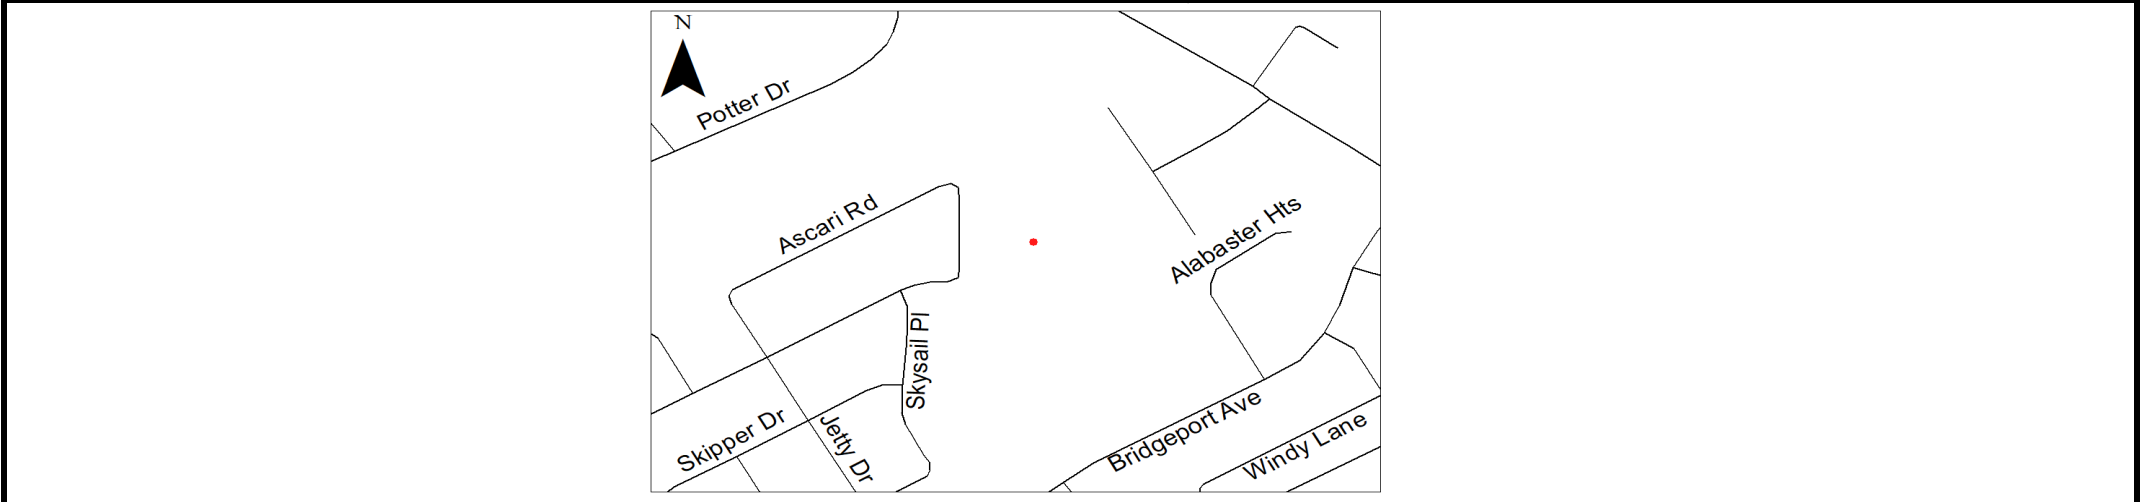 N
Potter Dr
Ascari Rd
Alabaster Hts
Skysail Pl
Skipper Dr
Jetty Dr
Bridgeport Ave
Windy Lane